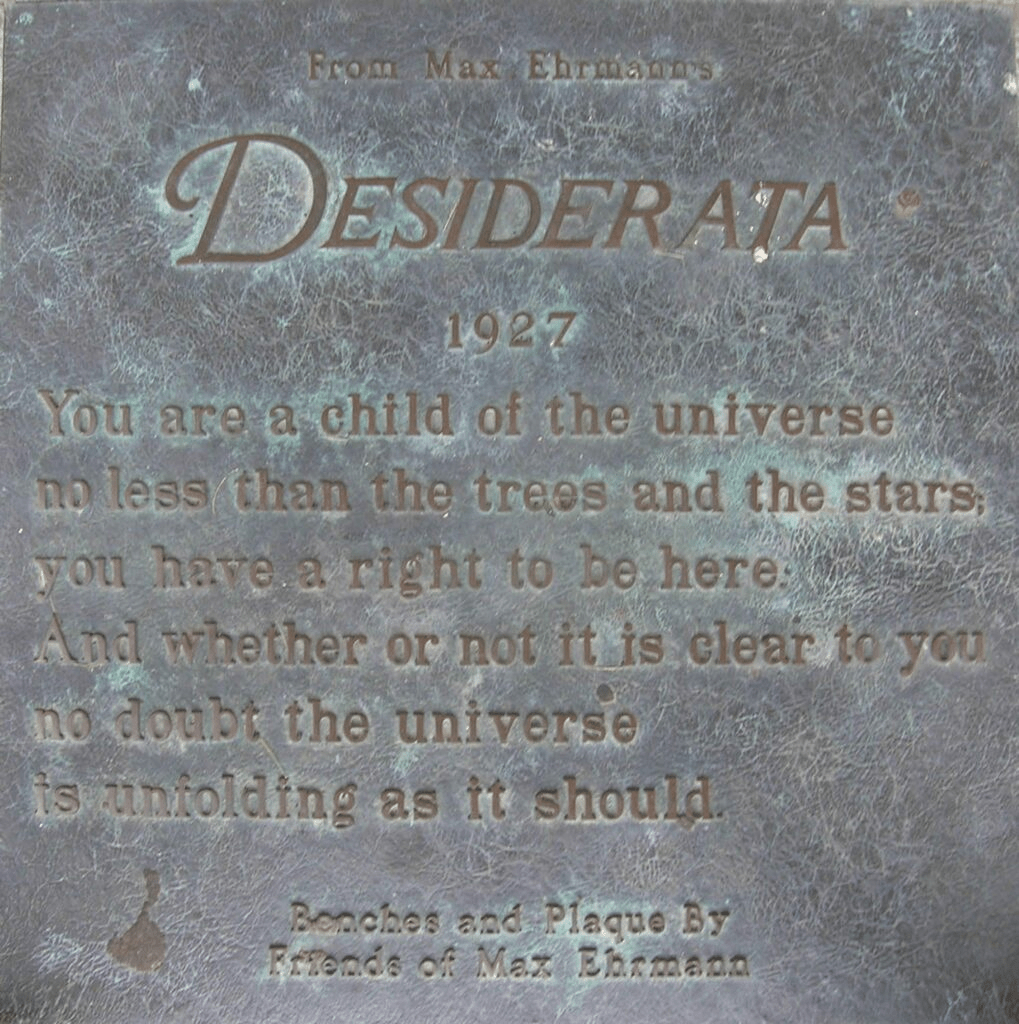 From Max Ehrmann's
DESIDERATA
1927
You are a child of the universe
no less than the trees and the stars;
you have a right to be here.
And whether or not it is clear to you
no doubt the universe
is unfolding as it should.
Benches and Plaque By
Friends of Max Ehrmann